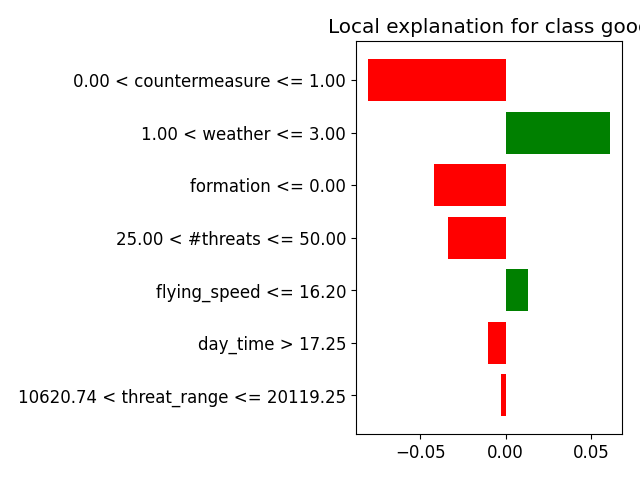 Local explanation for class good
0.00 < countermeasure <= 1.00
1.00 < weather <= 3.00
formation <= 0.00
25.00 < #threats <= 50.00
flying_speed <= 16.20
day_time > 17.25
10620.74 < threat_range <= 20119.25
−0.05 0.00 0.05